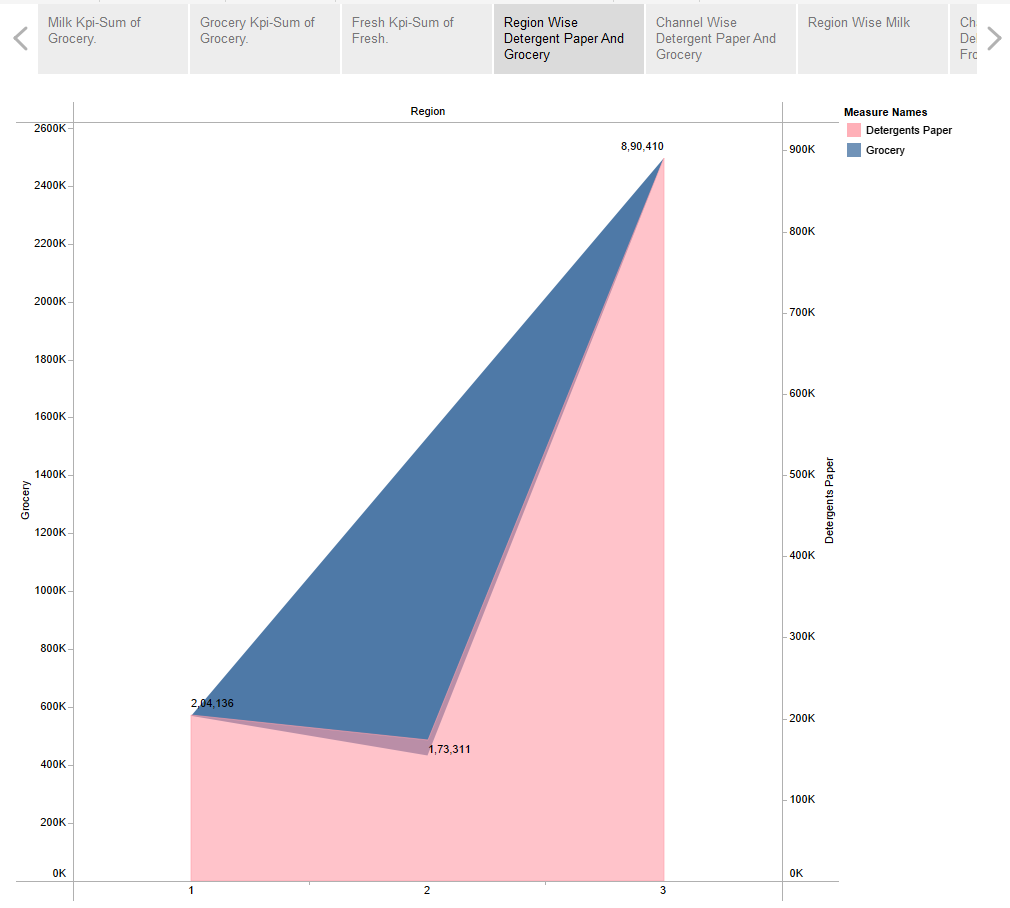 Milk Kpi-Sum of
Grocery.
Grocery Kpi-Sum of
Grocery.
Fresh Kpi-Sum of
Fresh.
Region Wise
Detergent Paper And
Grocery
Channel Wise
Detergent Paper And
Grocery
Region Wise Milk
Region
Measure Names
Detergents Paper
Grocery
2600K
2400K
2200K
2000K
1800K
1600K
1400K
1200K
1000K
800K
600K
400K
200K
0K
Grocery
8,90,410
2,04,136
1,73,311
900K
800K
700K
600K
500K
400K
300K
200K
100K
0K
Detergents Paper
1
2
3